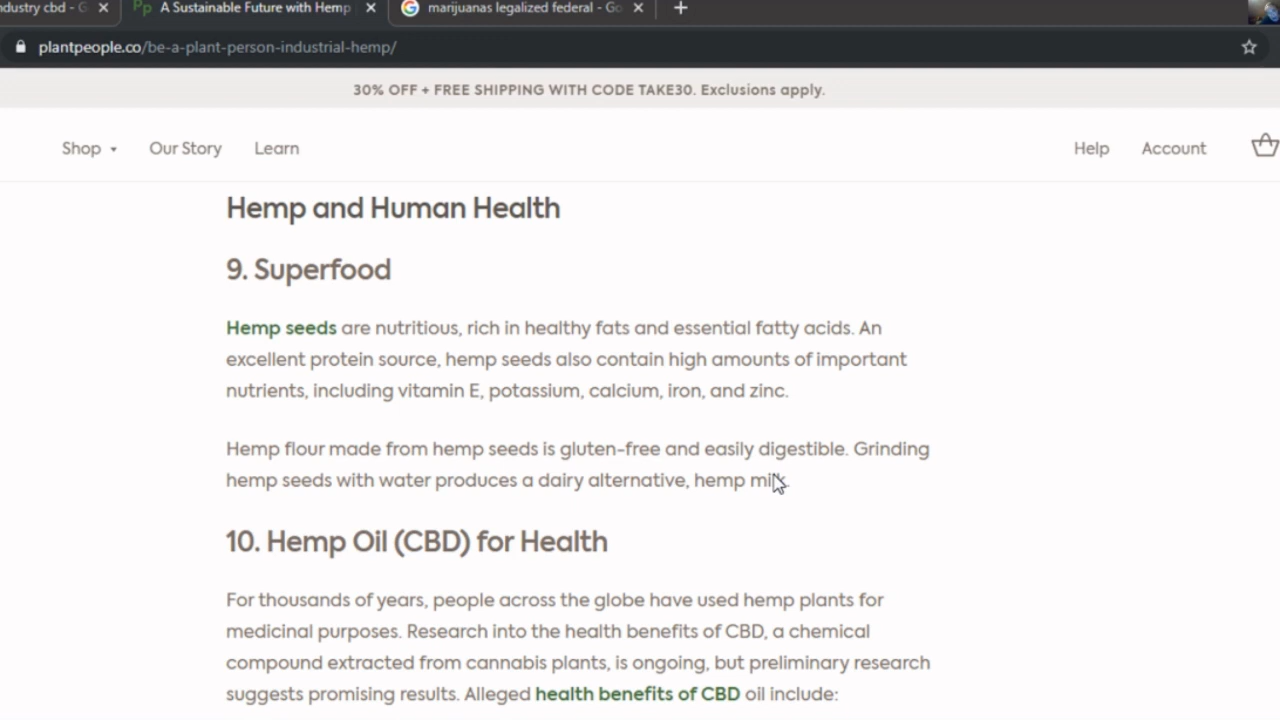 ndustry cbd - G
Pp A Sustainable Future with Hemp
marijuanas legalized federal - Go
plantpeople.co/be-a-plant-person-industrial-hemp/
30% OFF + FREE SHIPPING WITH CODE TAKE30. Exclusions apply.
Shop Our Story Learn Help Account
Hemp and Human Health
9. Superfood
Hemp seeds are nutritious, rich in healthy fats and essential fatty acids. An
excellent protein source, hemp seeds also contain high amounts of important
nutrients, including vitamin E, potassium, calcium, iron, and zinc.
Hemp flour made from hemp seeds is gluten-free and easily digestible. Grinding
hemp seeds with water produces a dairy alternative, hemp milk.
10. Hemp Oil (CBD) for Health
For thousands of years, people across the globe have used hemp plants for
medicinal purposes. Research into the health benefits of CBD, a chemical
compound extracted from cannabis plants, is ongoing, but preliminary research
suggests promising results. Alleged health benefits of CBD oil include: